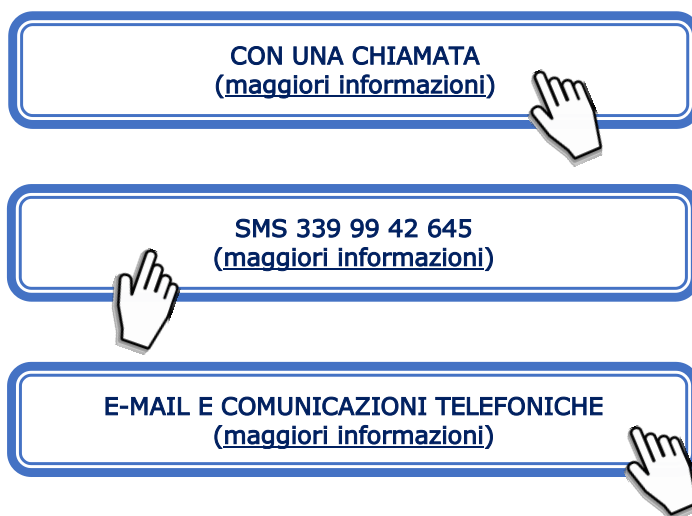 CON UNA CHIAMATA
(maggiori informazioni)
SMS 339 99 42 645
(maggiori informazioni)
E-MAIL E COMUNICAZIONI TELEFONICHE
(maggiori informazioni)